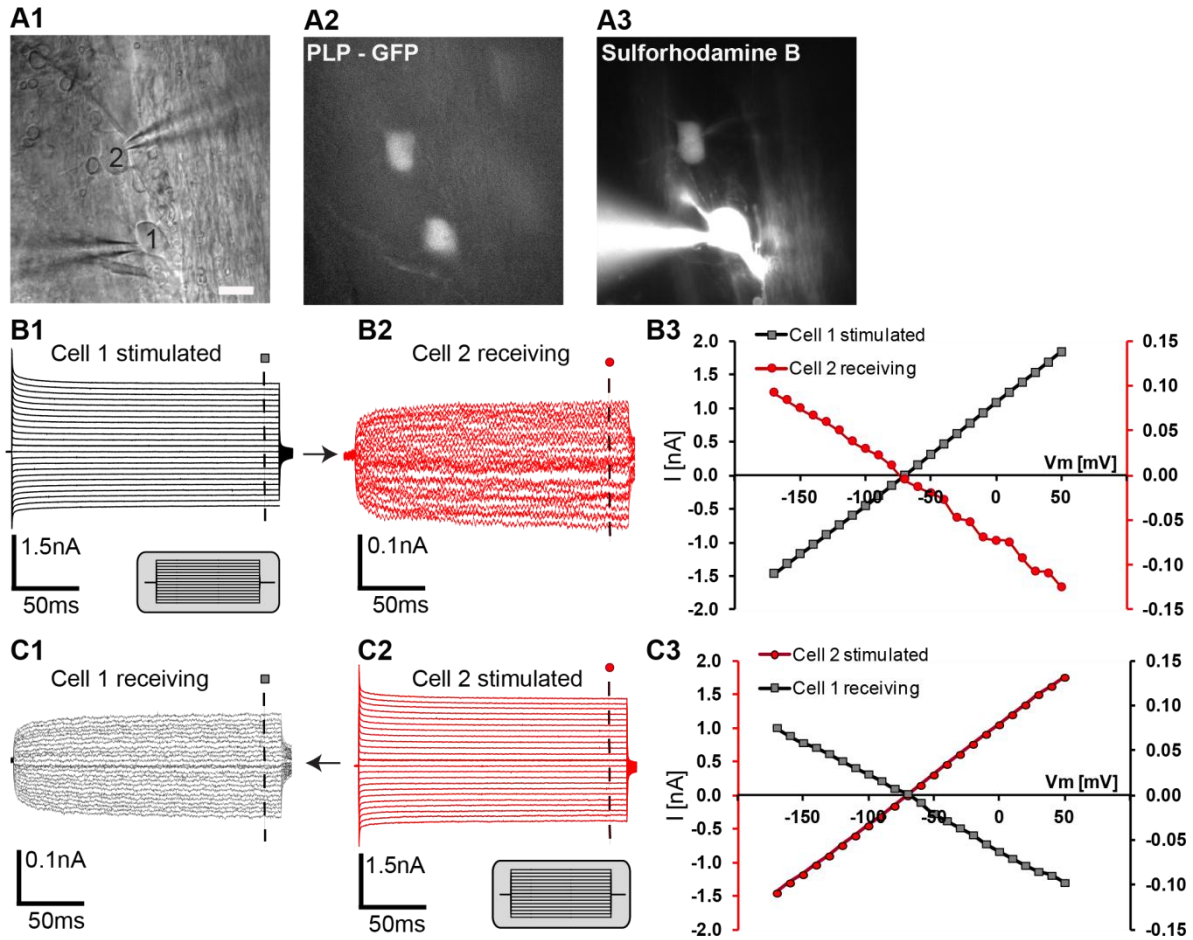 A1
2
1
A2
PLP - GFP
A3
Sulforhodamine B
B1
Cell 1 stimulated
1.5nA
50ms
B2
Cell 2 receiving
0.1nA
50ms
B3
Cell 1 stimulated
Cell 2 receiving
I [nA]
2.0
1.5
1.0
0.5
0.0
-0.5
-1.0
-1.5
-2.0
Vm [mV]
-150 -100 -50 0 50
0.15
0.10
0.05
0.00
-0.05
-0.10
-0.15
C1
Cell 1 receiving
0.1nA
50ms
C2
Cell 2 stimulated
1.5nA
50ms
C3
Cell 2 stimulated
Cell 1 receiving
I [nA]
2.0
1.5
1.0
0.5
0.0
-0.5
-1.0
-1.5
-2.0
Vm [mV]
-150 -100 -50 0 50
0.15
0.10
0.05
0.00
-0.05
-0.10
-0.15